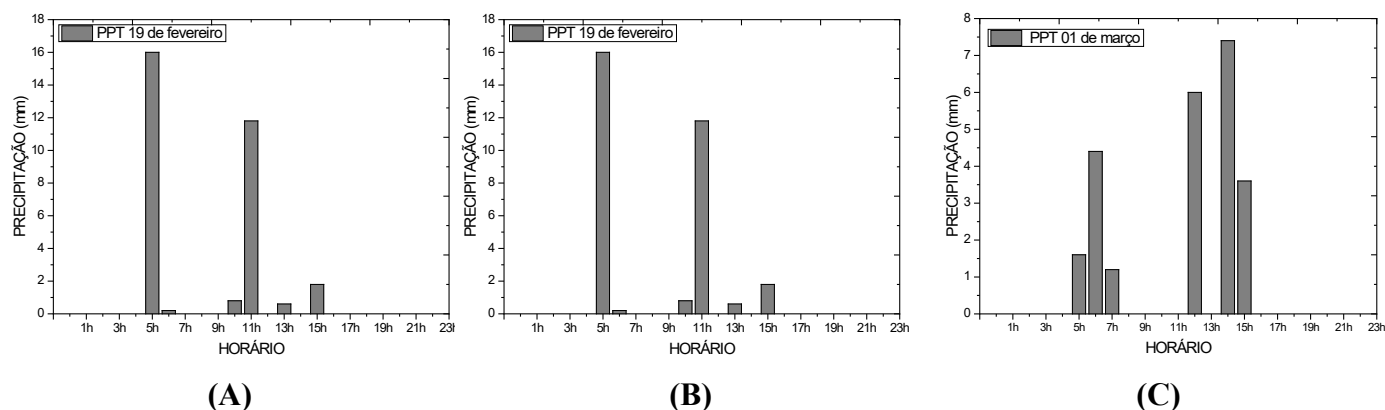 PPT 19 de fevereiro
PRECIPITAÇÃO (mm)
18
16
14
12
10
8
6
4
2
0
1h 3h 5h 7h 9h 11h 13h 15h 17h 19h 21h 23h
HORÁRIO
(A)
PPT 19 de fevereiro
PRECIPITAÇÃO (mm)
18
16
14
12
10
8
6
4
2
0
1h 3h 5h 7h 9h 11h 13h 15h 17h 19h 21h 23h
HORÁRIO
(B)
PPT 01 de março
PRECIPITAÇÃO (mm)
8
7
6
5
4
3
2
1
0
1h 3h 5h 7h 9h 11h 13h 15h 17h 19h 21h 23h
HORÁRIO
(C)